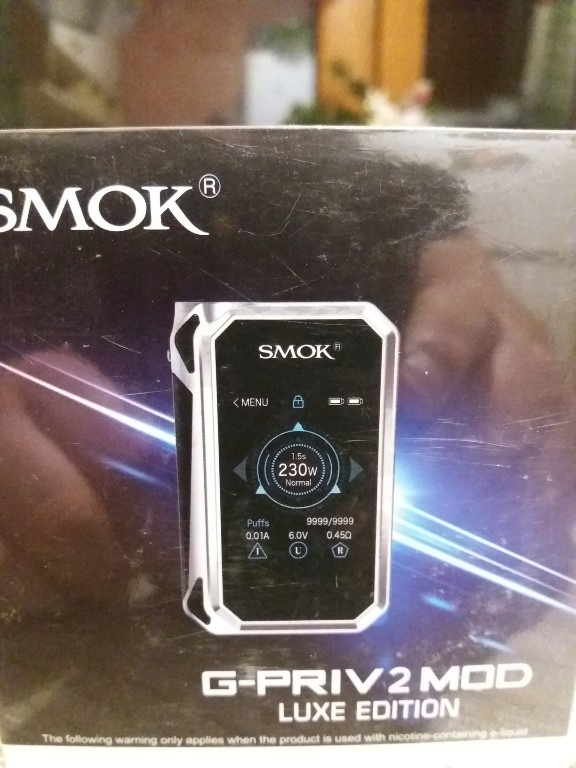 SMOK®
SMOK®
< MENU
1.5s
230W
Normal
Puffs 9999/9999
0.01A 6.0V 0.45Ω
I U R
G-PRIV 2 MOD
LUXE EDITION
The following warning only applies when the product is used with nicotine-containing e-liquid